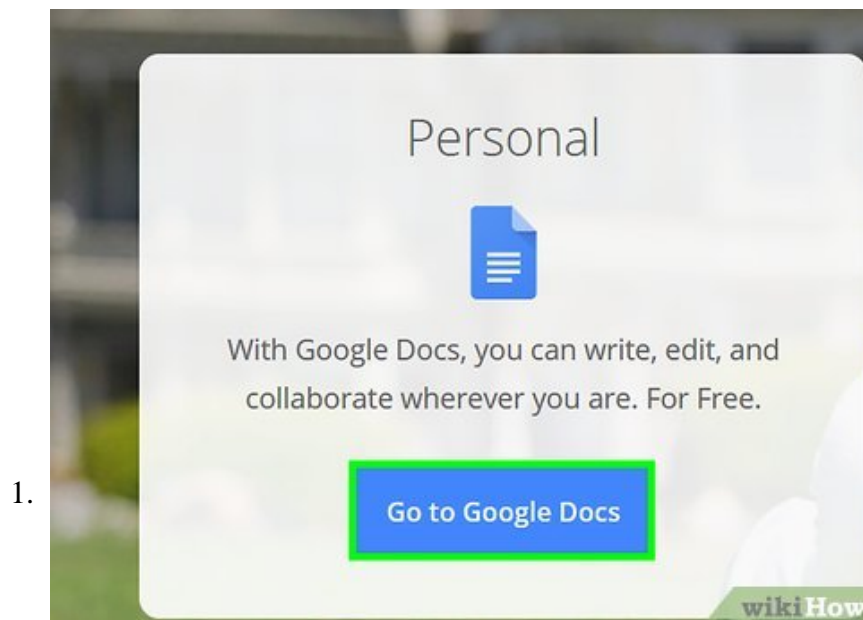 Personal
With Google Docs, you can write, edit, and
collaborate wherever you are. For Free.
1.
Go to Google Docs
wikiHow